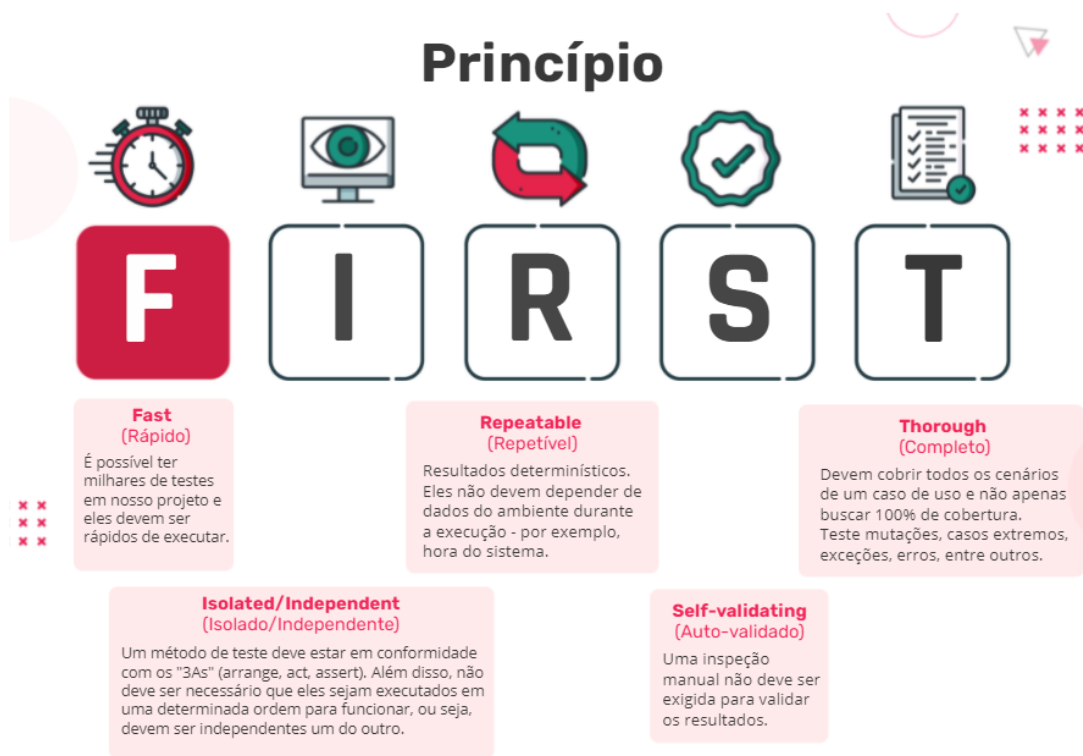 Princípio
F
I
R
S
T
Fast
(Rápido)
É possível ter
milhares de testes
em nosso projeto e
eles devem ser
rápidos de executar.
Isolated/Independent
(Isolado/Independente)
Um método de teste deve estar em conformidade
com os "3As" (arrange, act, assert). Além disso, não
deve ser necessário que eles sejam executados em
uma determinada ordem para funcionar, ou seja,
devem ser independentes um do outro.
Repeatable
(Repetível)
Resultados determinísticos.
Eles não devem depender de
dados do ambiente durante
a execução - por exemplo,
hora do sistema.
Self-validating
(Auto-validado)
Uma inspeção
manual não deve ser
exigida para validar
os resultados.
Thorough
(Completo)
Devem cobrir todos os cenários
de um caso de uso e não apenas
buscar 100% de cobertura.
Teste mutações, casos extremos,
exceções, erros, entre outros.